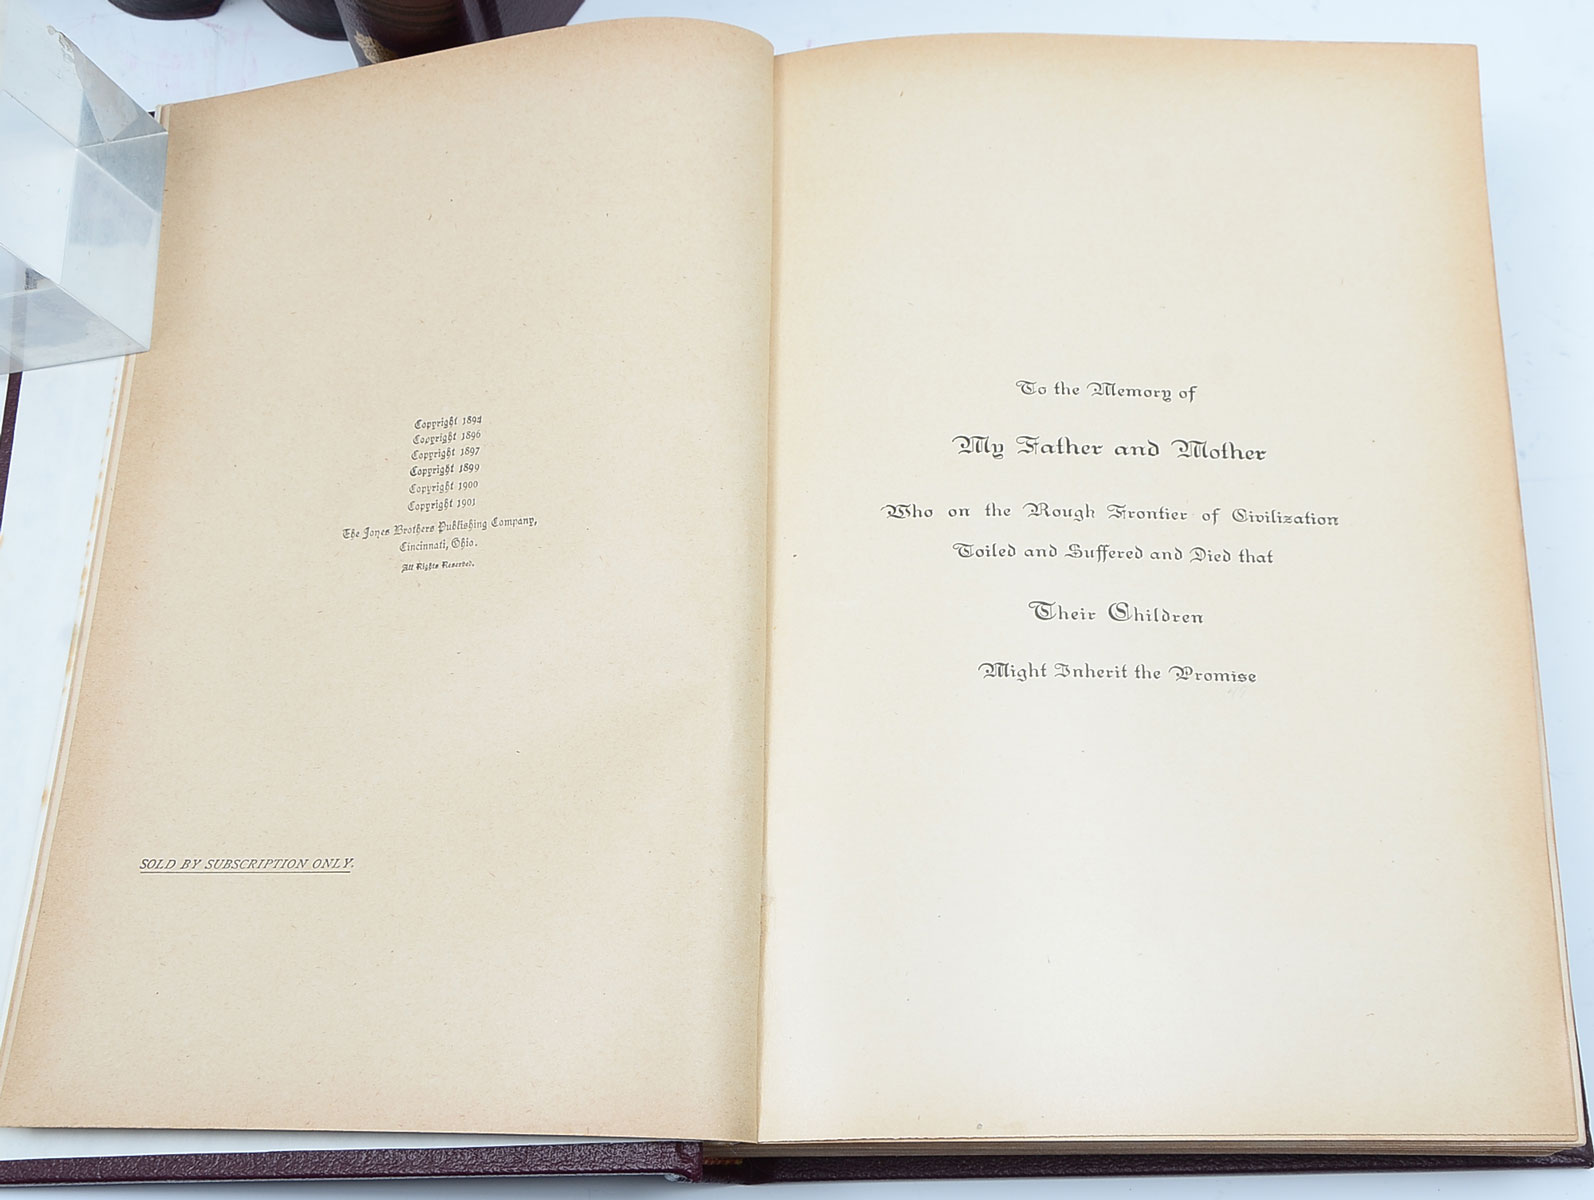 Copyright 1894
Copyright 1896
Copyright 1897
Copyright 1899
Copyright 1900
Copyright 1901
The Jones Brothers Publishing Company,
Cincinnati, Ohio.
All Rights Reserved.
SOLD BY SUBSCRIPTION ONLY.
To the Memory of
My Father and Mother
Who on the Rough Frontier of Civilization
Toiled and Suffered and Died that
Their Children
Might Inherit the Promise